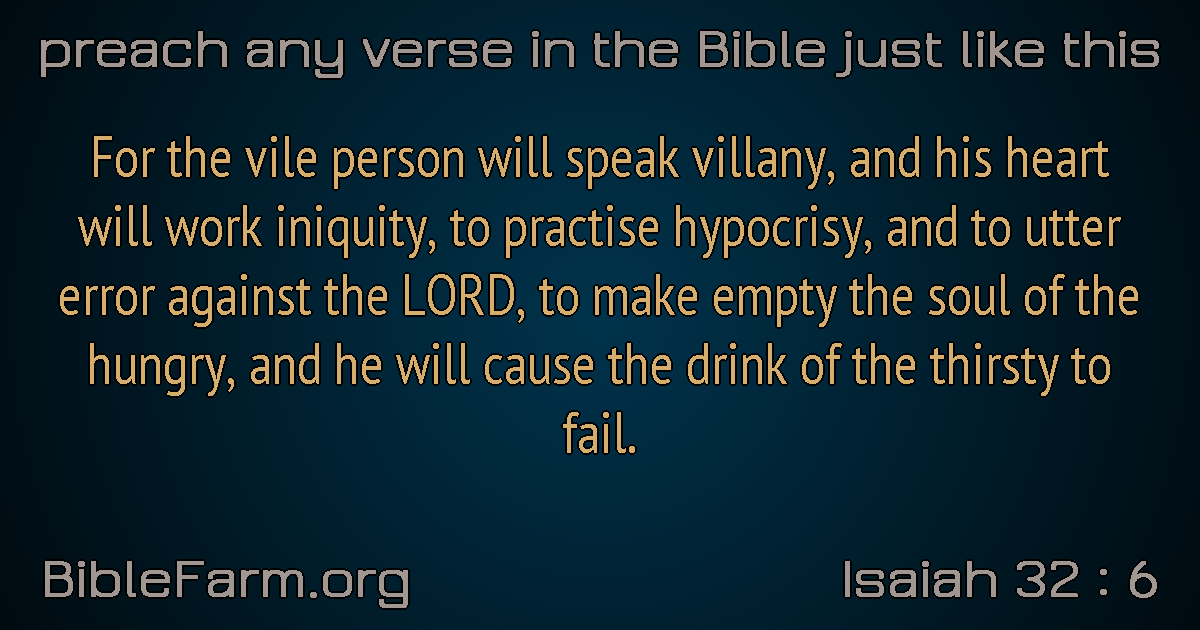 preach any verse in the Bible just like this
For the vile person will speak villany, and his heart
will work iniquity, to practise hypocrisy, and to utter
error against the LORD, to make empty the soul of the
hungry, and he will cause the drink of the thirsty to
fail.
BibleFarm.org
Isaiah 32 : 6